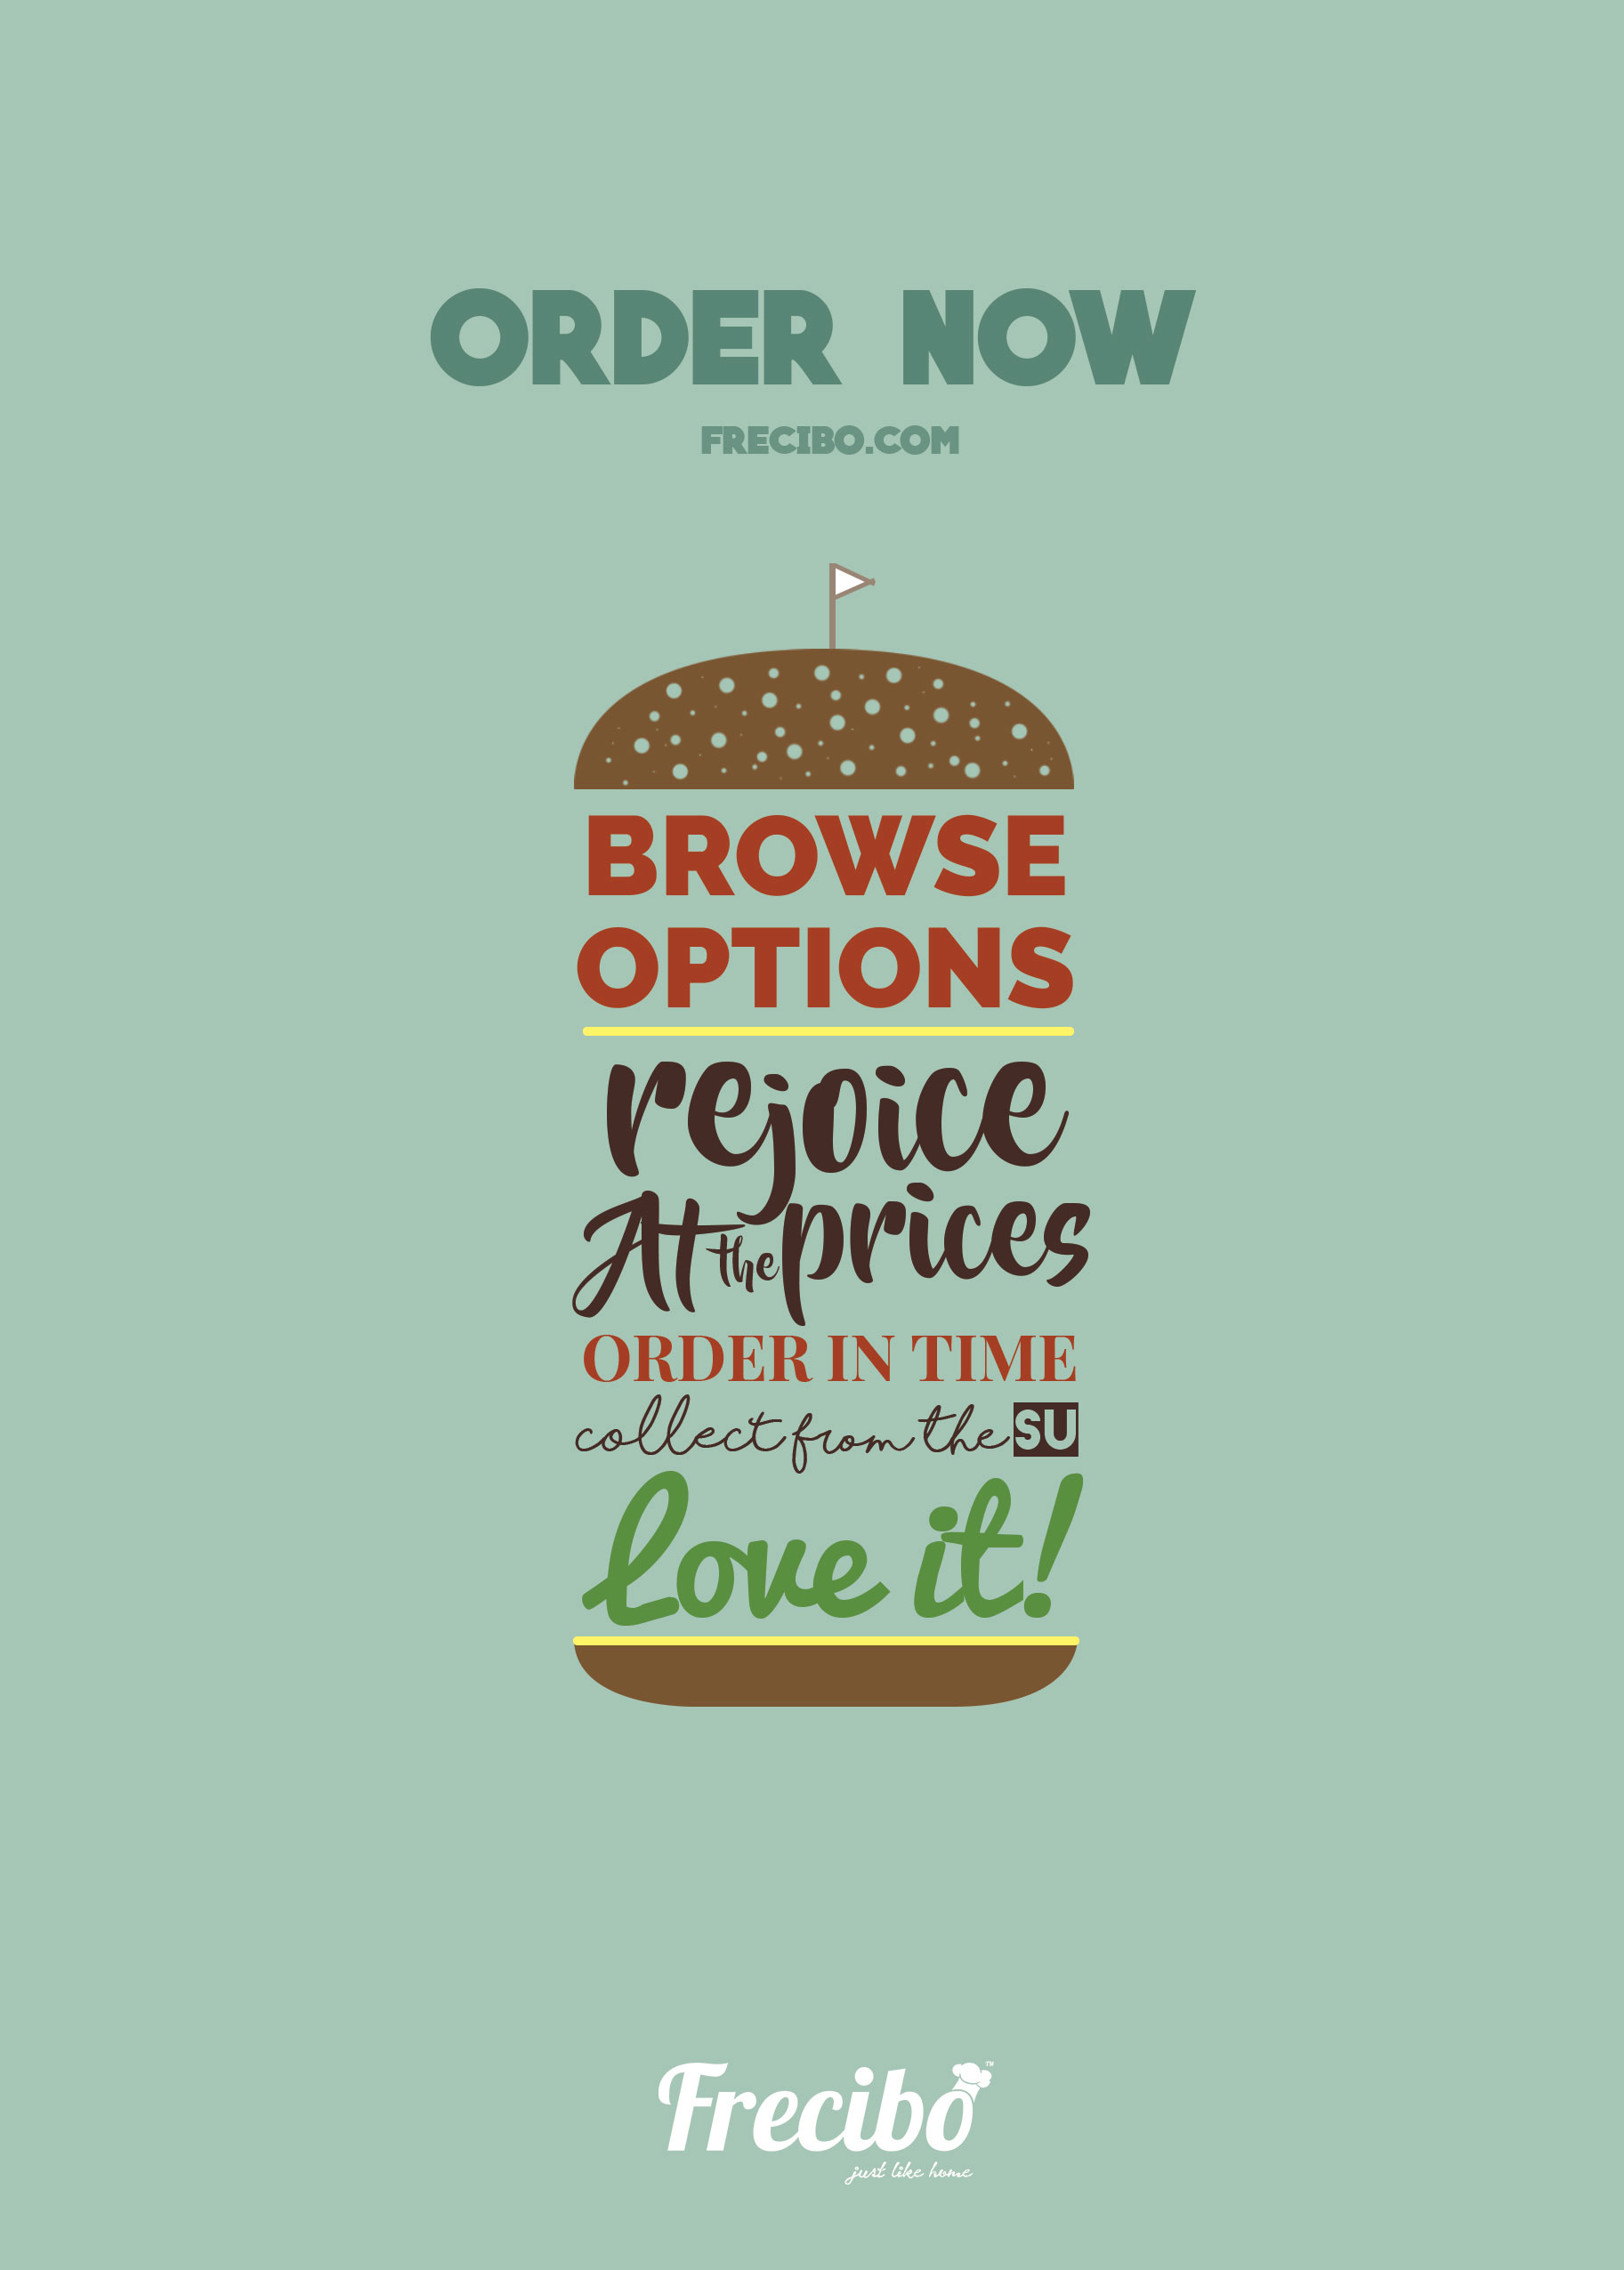 ORDER NOW
FRECIBO.COM
BROWSE
OPTIONS
rejoice
At the prices
ORDER IN TIME
collect from the SU
Love it!
Frecibo™
just like home